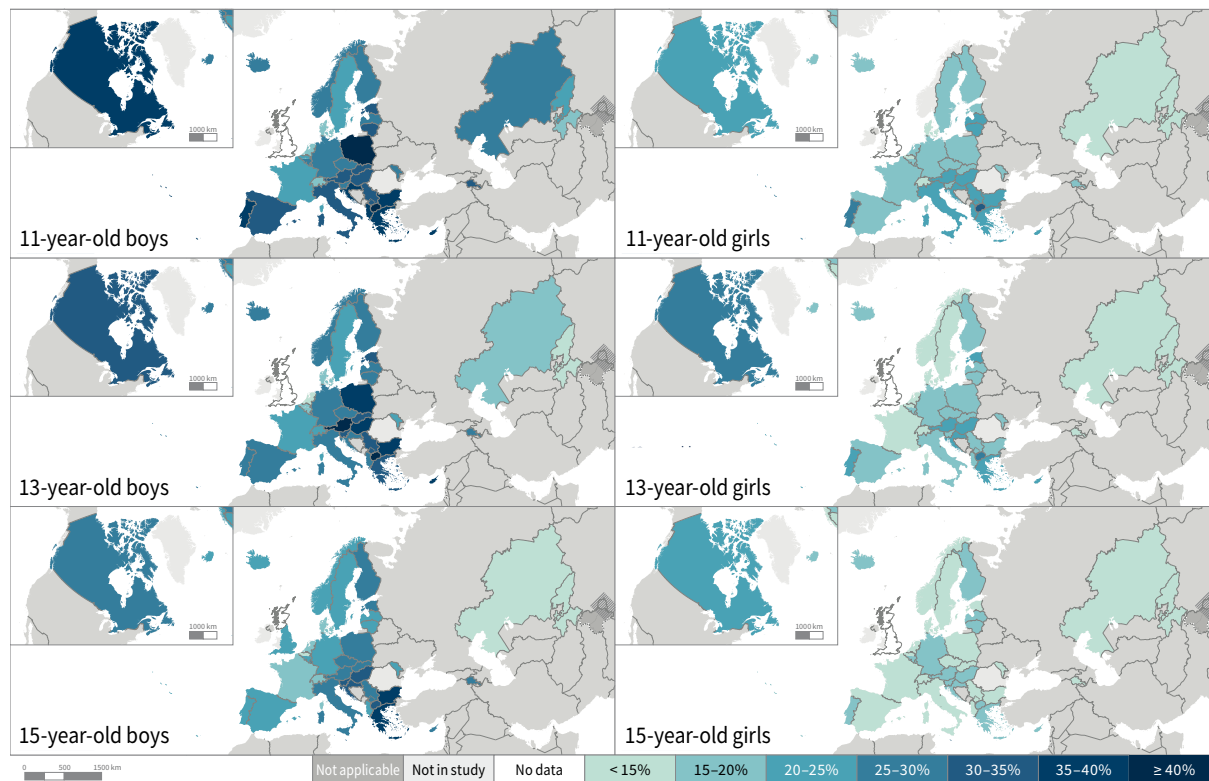 1000 km
1000 km
11-year-old boys
11-year-old girls
1000 km
1000 km
13-year-old boys
13-year-old girls
1000 km
1000 km
15-year-old boys
15-year-old girls
0 500 1500 km
Not applicable Not in study No data < 15% 15–20% 20–25% 25–30% 30–35% 35–40% ≥ 40%